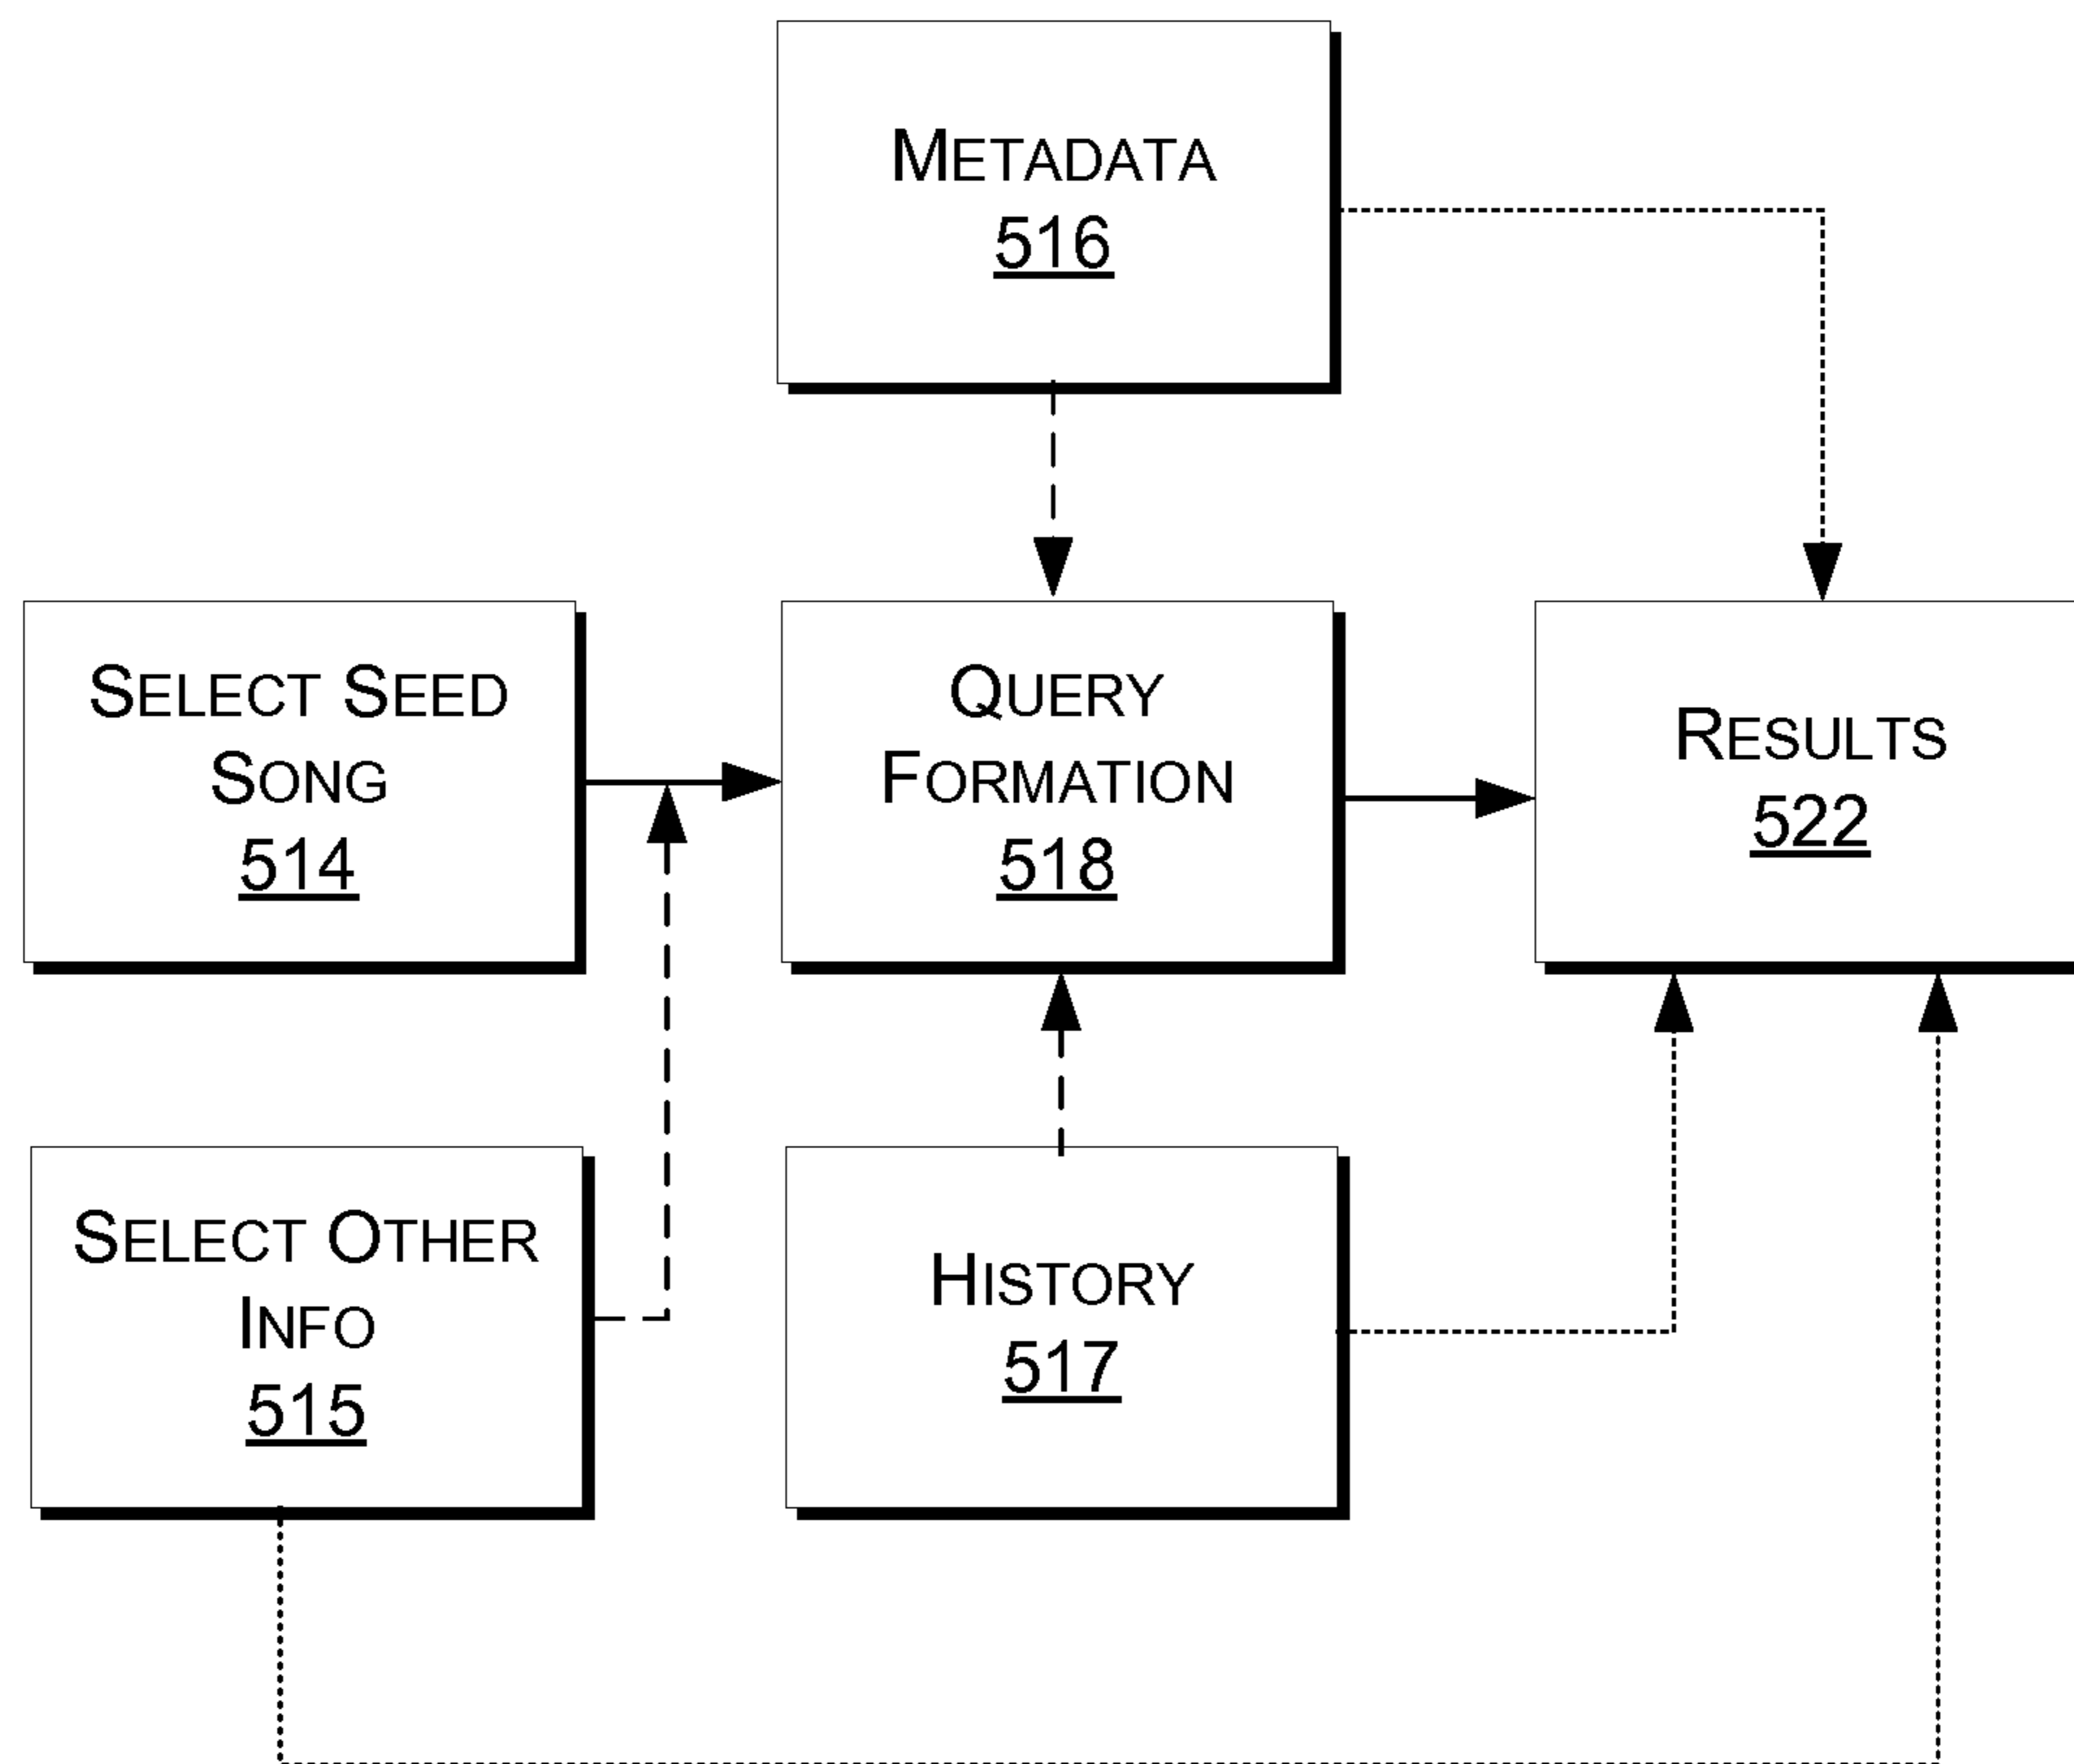 METADATA
516
SELECT SEED
SONG
514
QUERY
FORMATION
518
RESULTS
522
SELECT OTHER
INFO
515
HISTORY
517